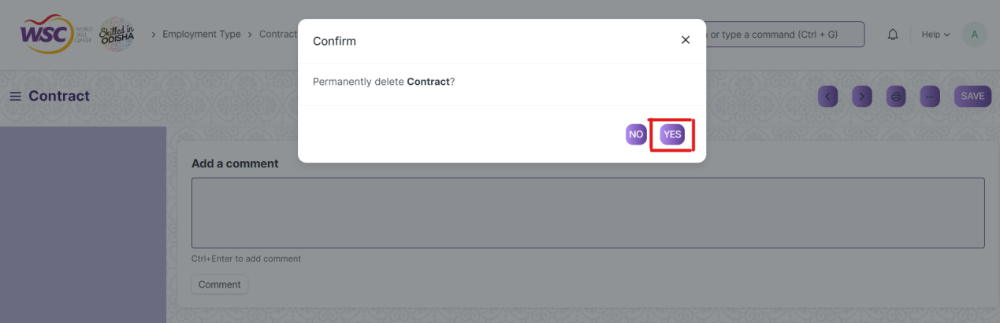 WSC WORLD SKILL CENTER
Skilled in ODISHA
> Employment Type > Contract
or type a command (Ctrl + G)
Help
A
Confirm
Permanently delete Contract?
NO YES
Contract
...
SAVE
Add a comment
Ctrl+Enter to add comment
Comment